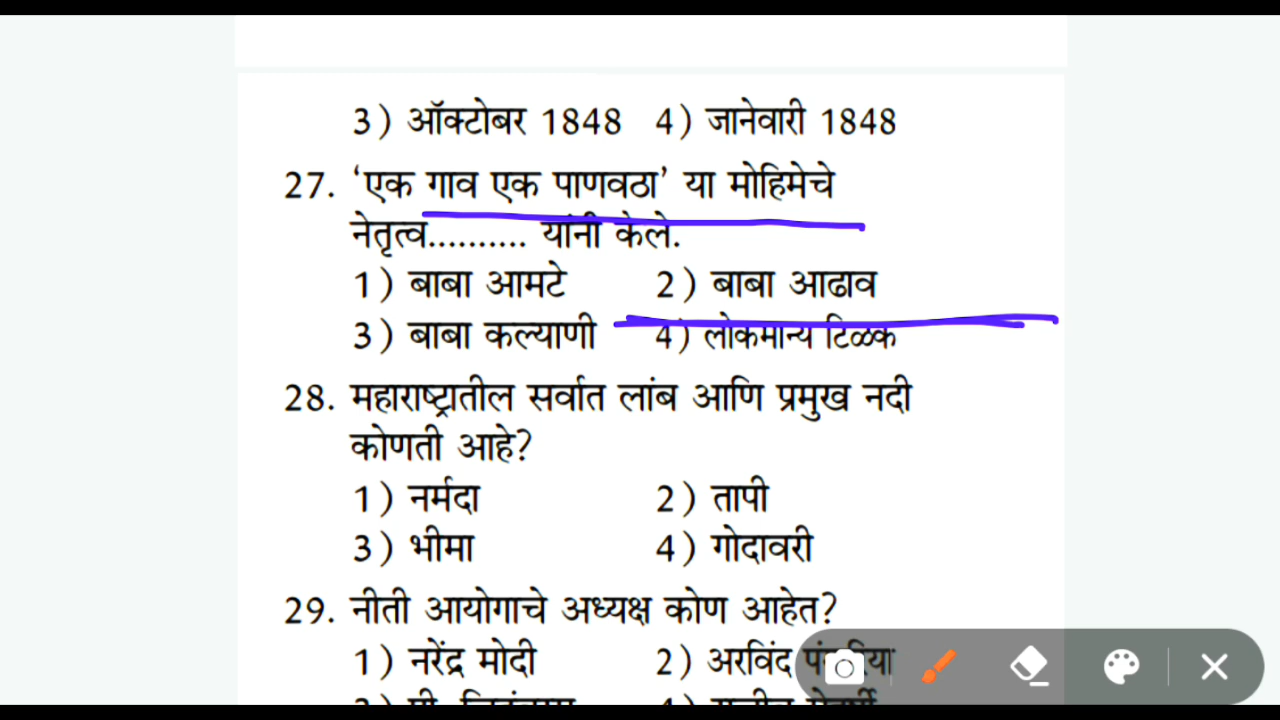 3) ऑक्टोबर 1848 4) जानेवारी 1848
27. ‘एक गाव एक पाणवठा’ या मोहिमेचे
नेतृत्व.......... यांनी केले.
1) बाबा आमटे 2) बाबा आढाव
3) बाबा कल्याणी 4) लोकमान्य टिळक
28. महाराष्ट्रातील सर्वात लांब आणि प्रमुख नदी
कोणती आहे?
1) नर्मदा 2) तापी
3) भीमा 4) गोदावरी
29. नीती आयोगाचे अध्यक्ष कोण आहेत?
1) नरेंद्र मोदी 2) अरविंद